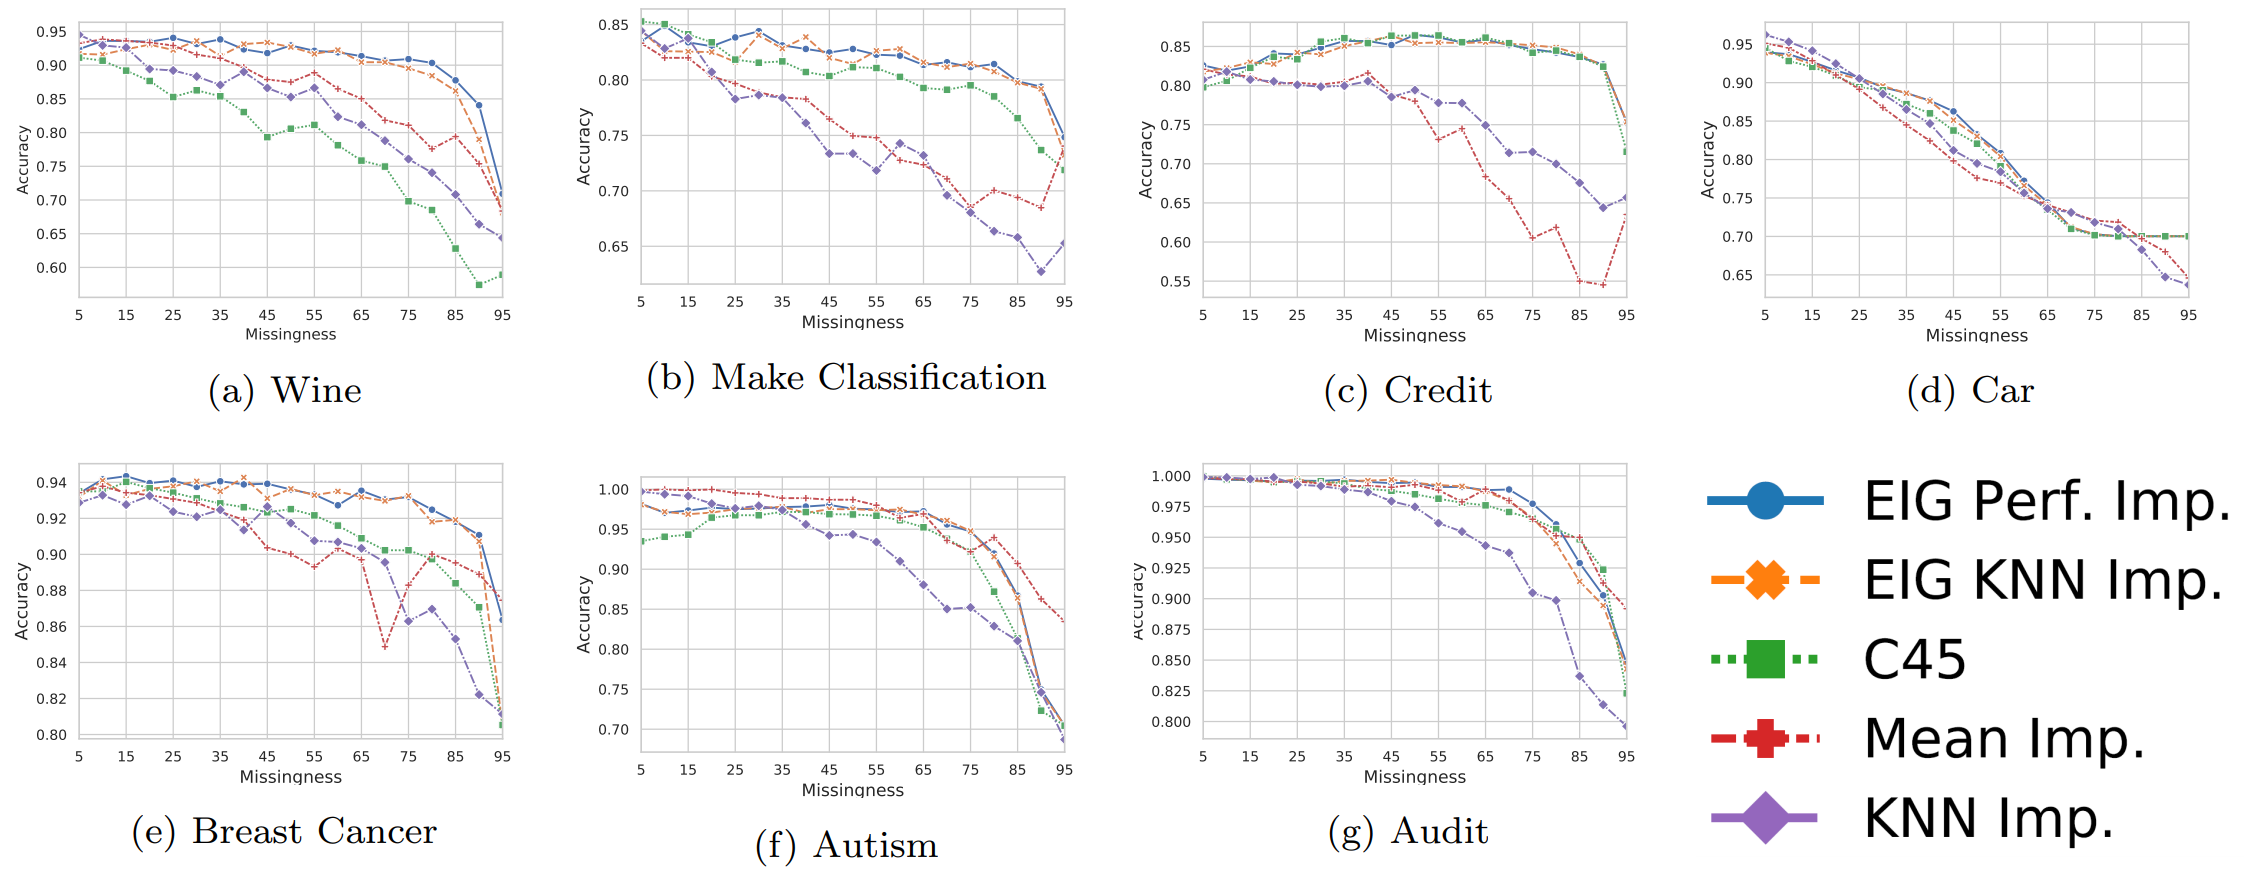 0.95
0.90
0.85
0.80
0.75
0.70
0.65
0.60
Accuracy
5 15 25 35 45 55 65 75 85 95
Missingness
(a) Wine
0.85
0.80
0.75
0.70
0.65
Accuracy
5 15 25 35 45 55 65 75 85 95
Missingness
(b) Make Classification
0.85
0.80
0.75
0.70
0.65
0.60
0.55
Accuracy
5 15 25 35 45 55 65 75 85 95
Missingness
(c) Credit
0.95
0.90
0.85
0.80
0.75
0.70
0.65
Accuracy
5 15 25 35 45 55 65 75 85 95
Missingness
(d) Car
0.94
0.92
0.90
0.88
0.86
0.84
0.82
0.80
Accuracy
5 15 25 35 45 55 65 75 85 95
Missingness
(e) Breast Cancer
1.00
0.95
0.90
0.85
0.80
0.75
0.70
Accuracy
5 15 25 35 45 55 65 75 85 95
Missingness
(f) Autism
1.000
0.975
0.950
0.925
0.900
0.875
0.850
0.825
0.800
Accuracy
5 15 25 35 45 55 65 75 85 95
Missingness
(g) Audit
EIG Perf. Imp.
EIG KNN Imp.
C45
Mean Imp.
KNN Imp.